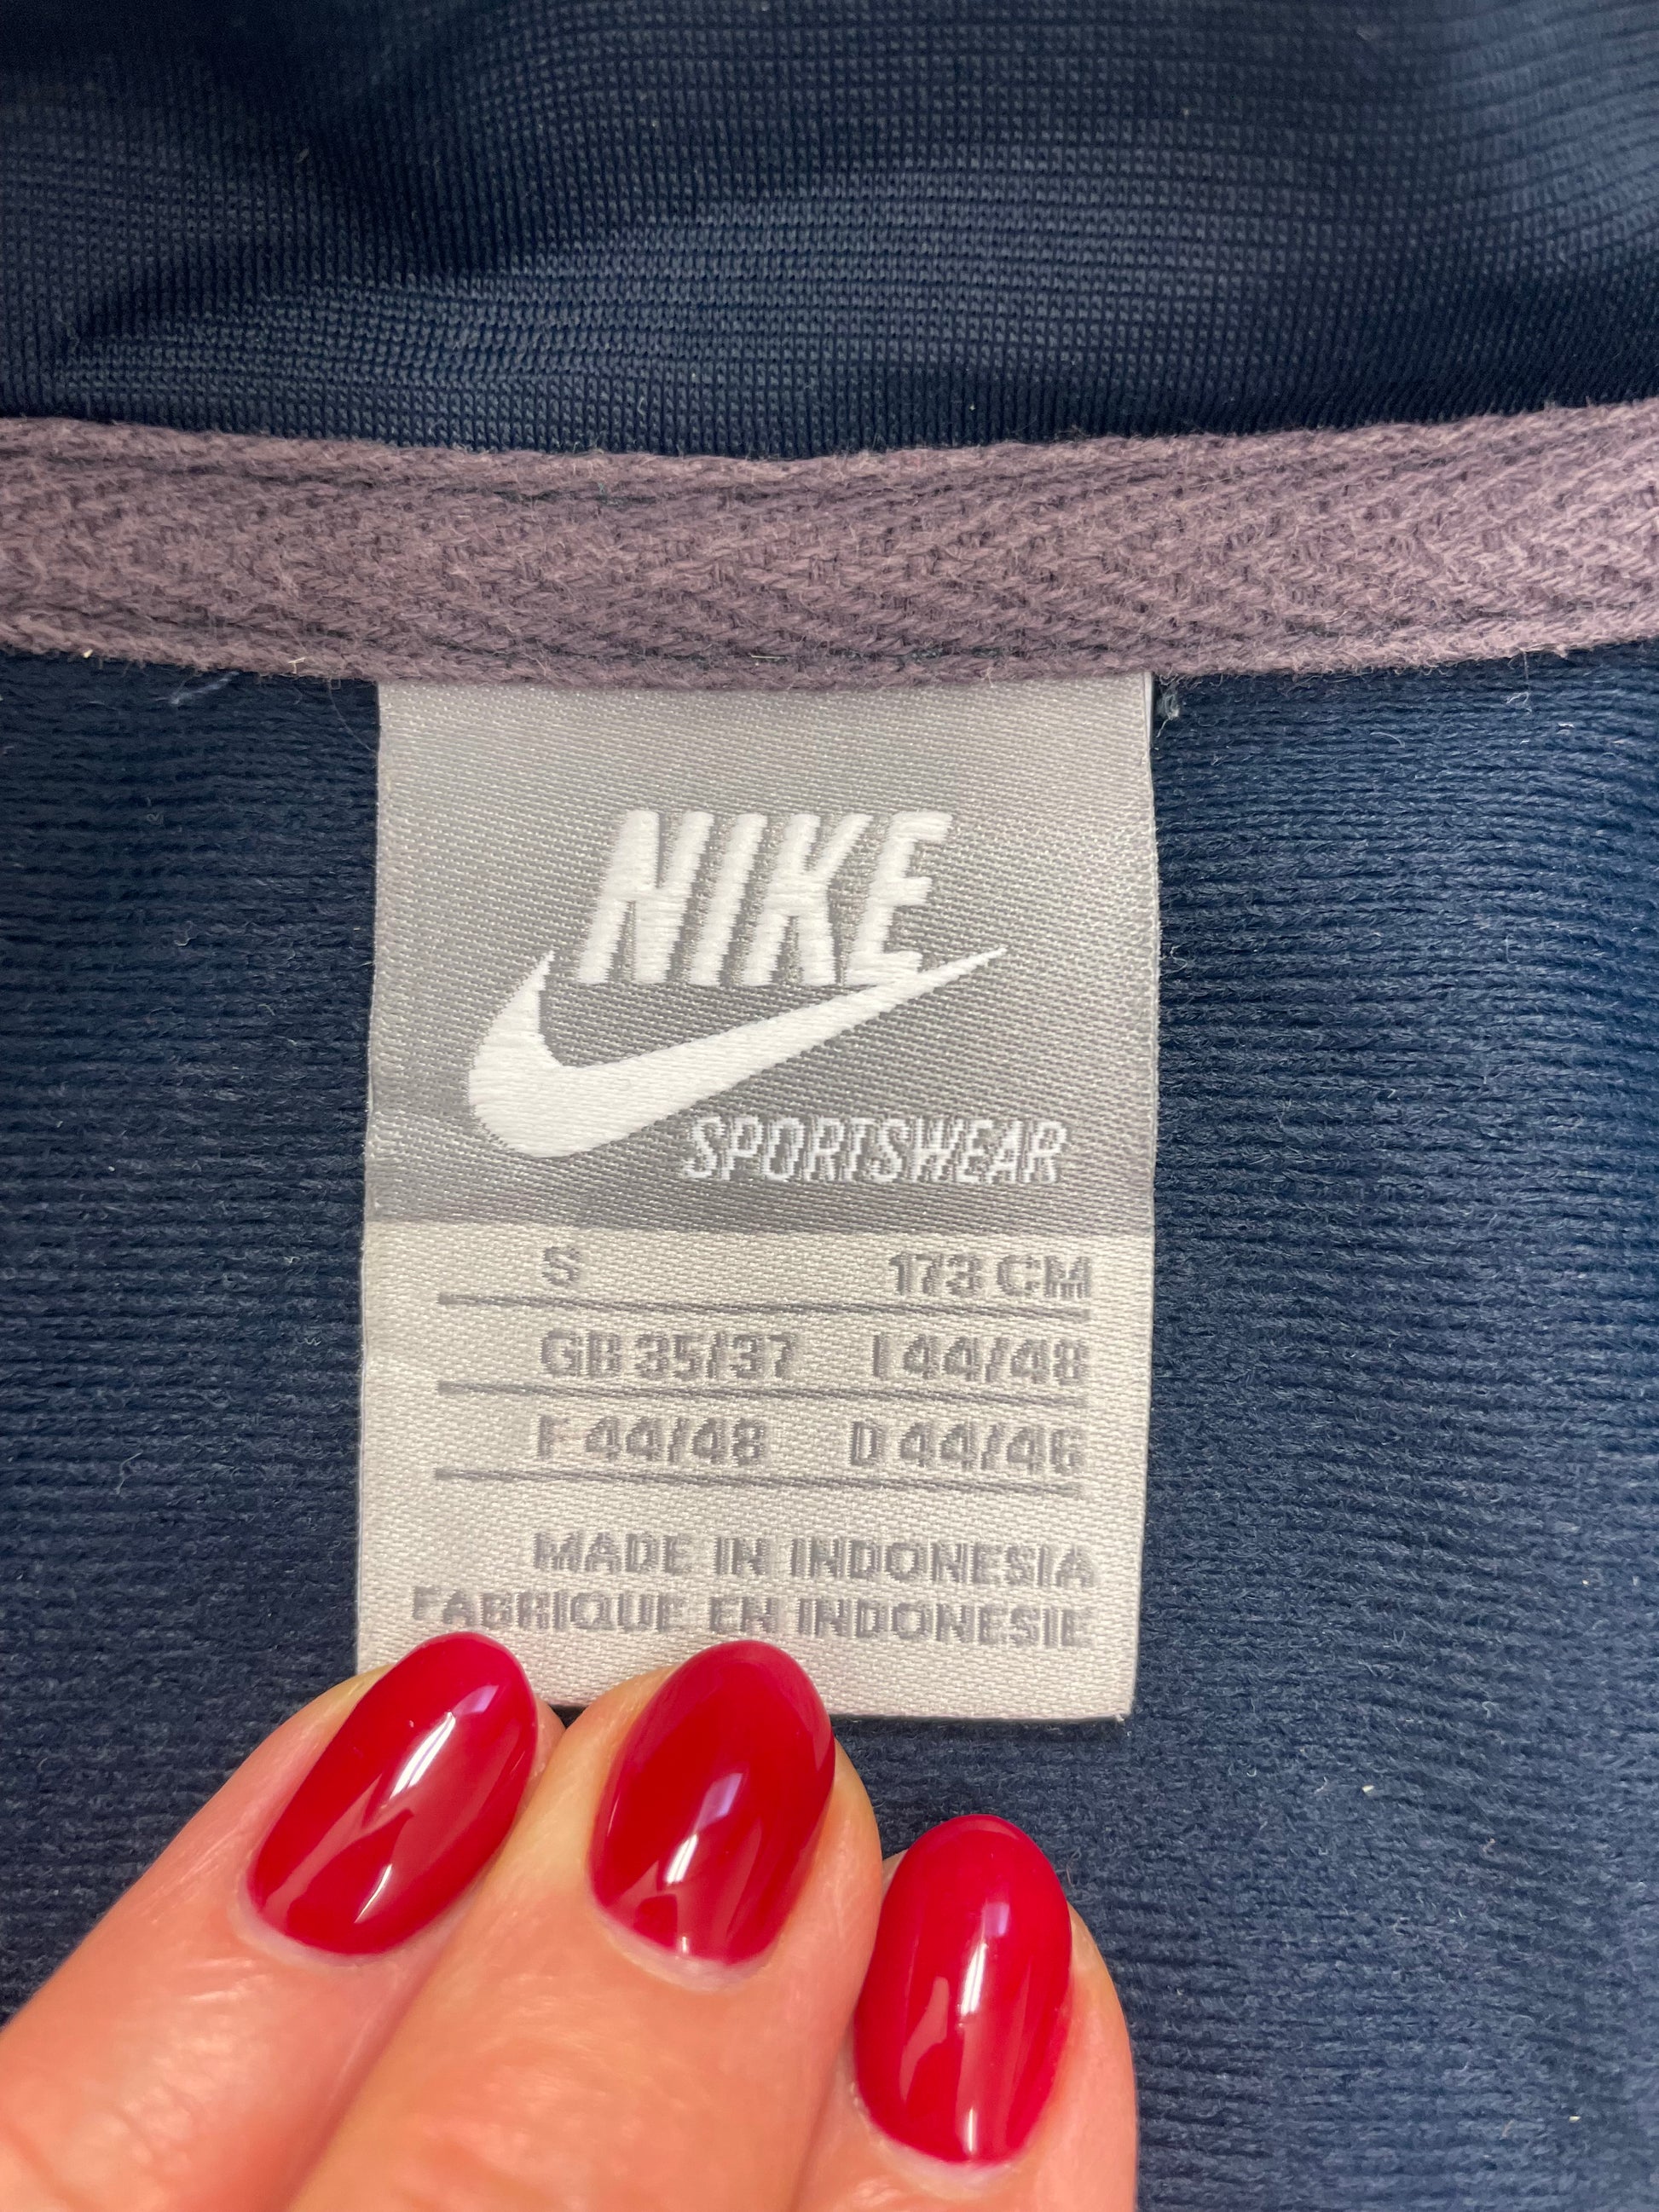 NIKE
SPORTSWEAR
S 173 CM
GB 35/37 I 44/48
F 44/48 D 44/46
MADE IN INDONESIA
FABRIQUE EN INDONESIE